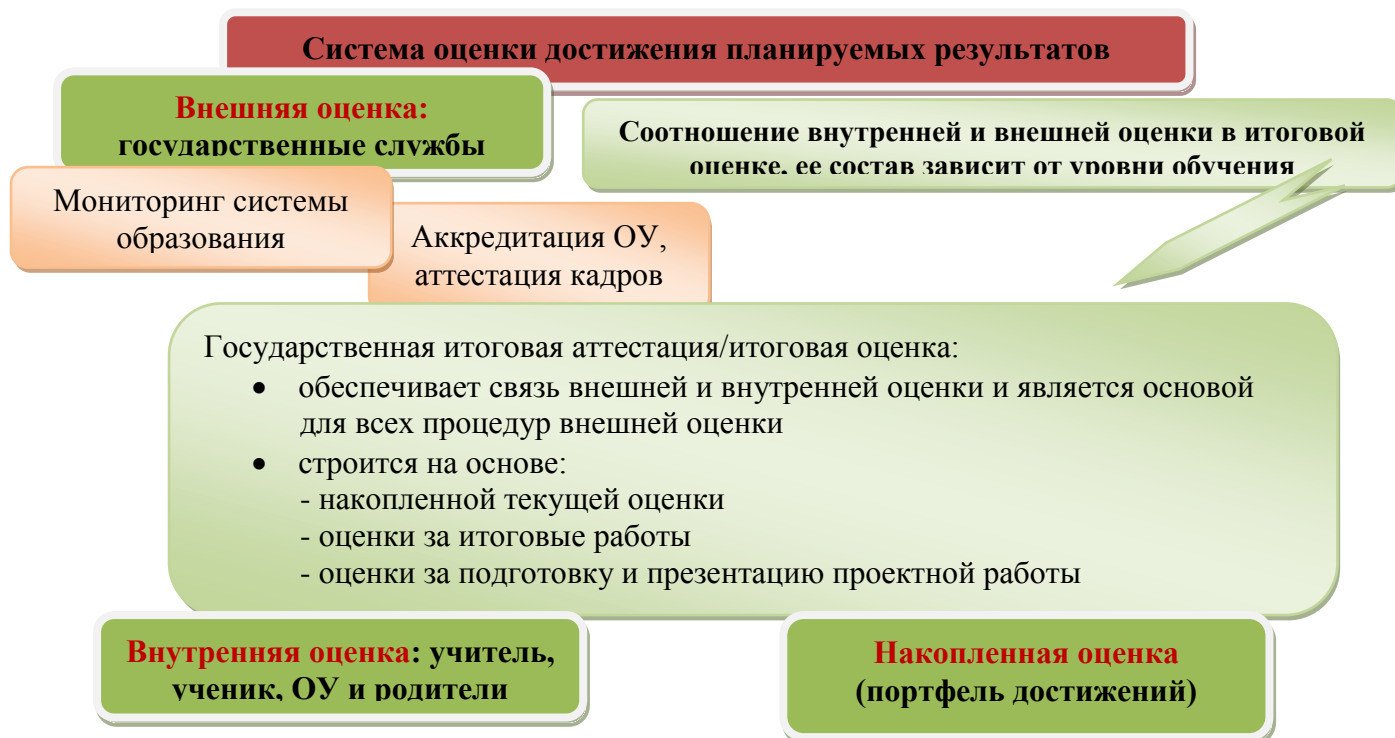 Система оценки достижения планируемых результатов
Внешняя оценка:
государственные службы
Соотношение внутренней и внешней оценки в итоговой
оценке, ее состав зависит от уровни обучения
Мониторинг системы
образования
Аккредитация ОУ,
аттестация кадров
Государственная итоговая аттестация/итоговая оценка:
• обеспечивает связь внешней и внутренней оценки и является основой
для всех процедур внешней оценки
• строится на основе:
- накопленной текущей оценки
- оценки за итоговые работы
- оценки за подготовку и презентацию проектной работы
Внутренняя оценка: учитель,
ученик, ОУ и родители
Накопленная оценка
(портфель достижений)